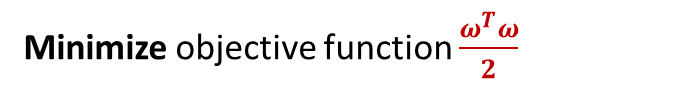 Minimize objective function ω^T ω / 2